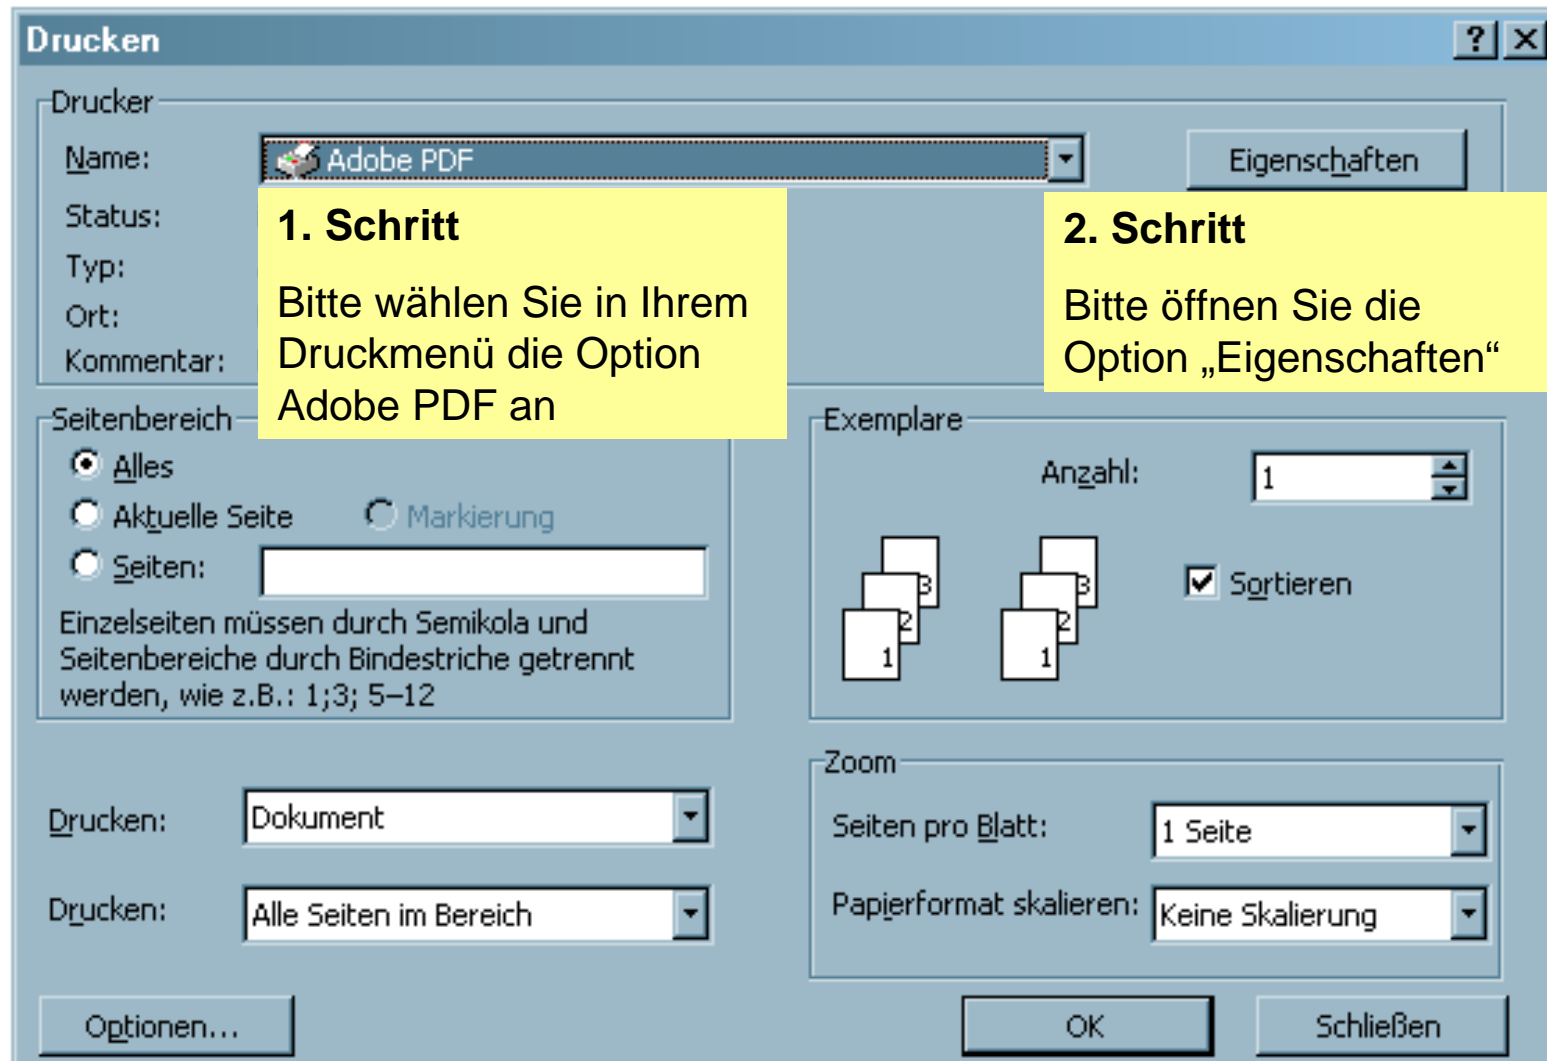 Drucken
Drucker
Name: Adobe PDF Eigenschaften
Status:
Typ:
Ort:
Kommentar:
1. Schritt
Bitte wählen Sie in Ihrem
Druckmenü die Option
Adobe PDF an
2. Schritt
Bitte öffnen Sie die
Option „Eigenschaften“
Seitenbereich
Alles
Aktuelle Seite Markierung
Seiten:
Einzelseiten müssen durch Semikola und
Seitenbereiche durch Bindestriche getrennt
werden, wie z.B.: 1;3; 5–12
Exemplare
Anzahl: 1
3 3
2 2
1 1
Sortieren
Drucken: Dokument
Drucken: Alle Seiten im Bereich
Zoom
Seiten pro Blatt: 1 Seite
Papierformat skalieren: Keine Skalierung
Optionen... OK Schließen